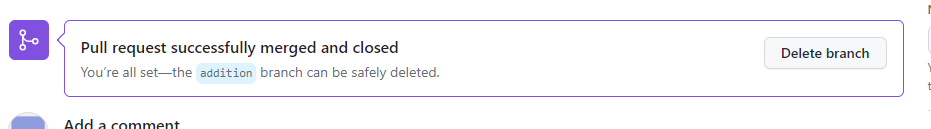 Pull request successfully merged and closed
You're all set—the addition branch can be safely deleted.
Delete branch
Add a comment